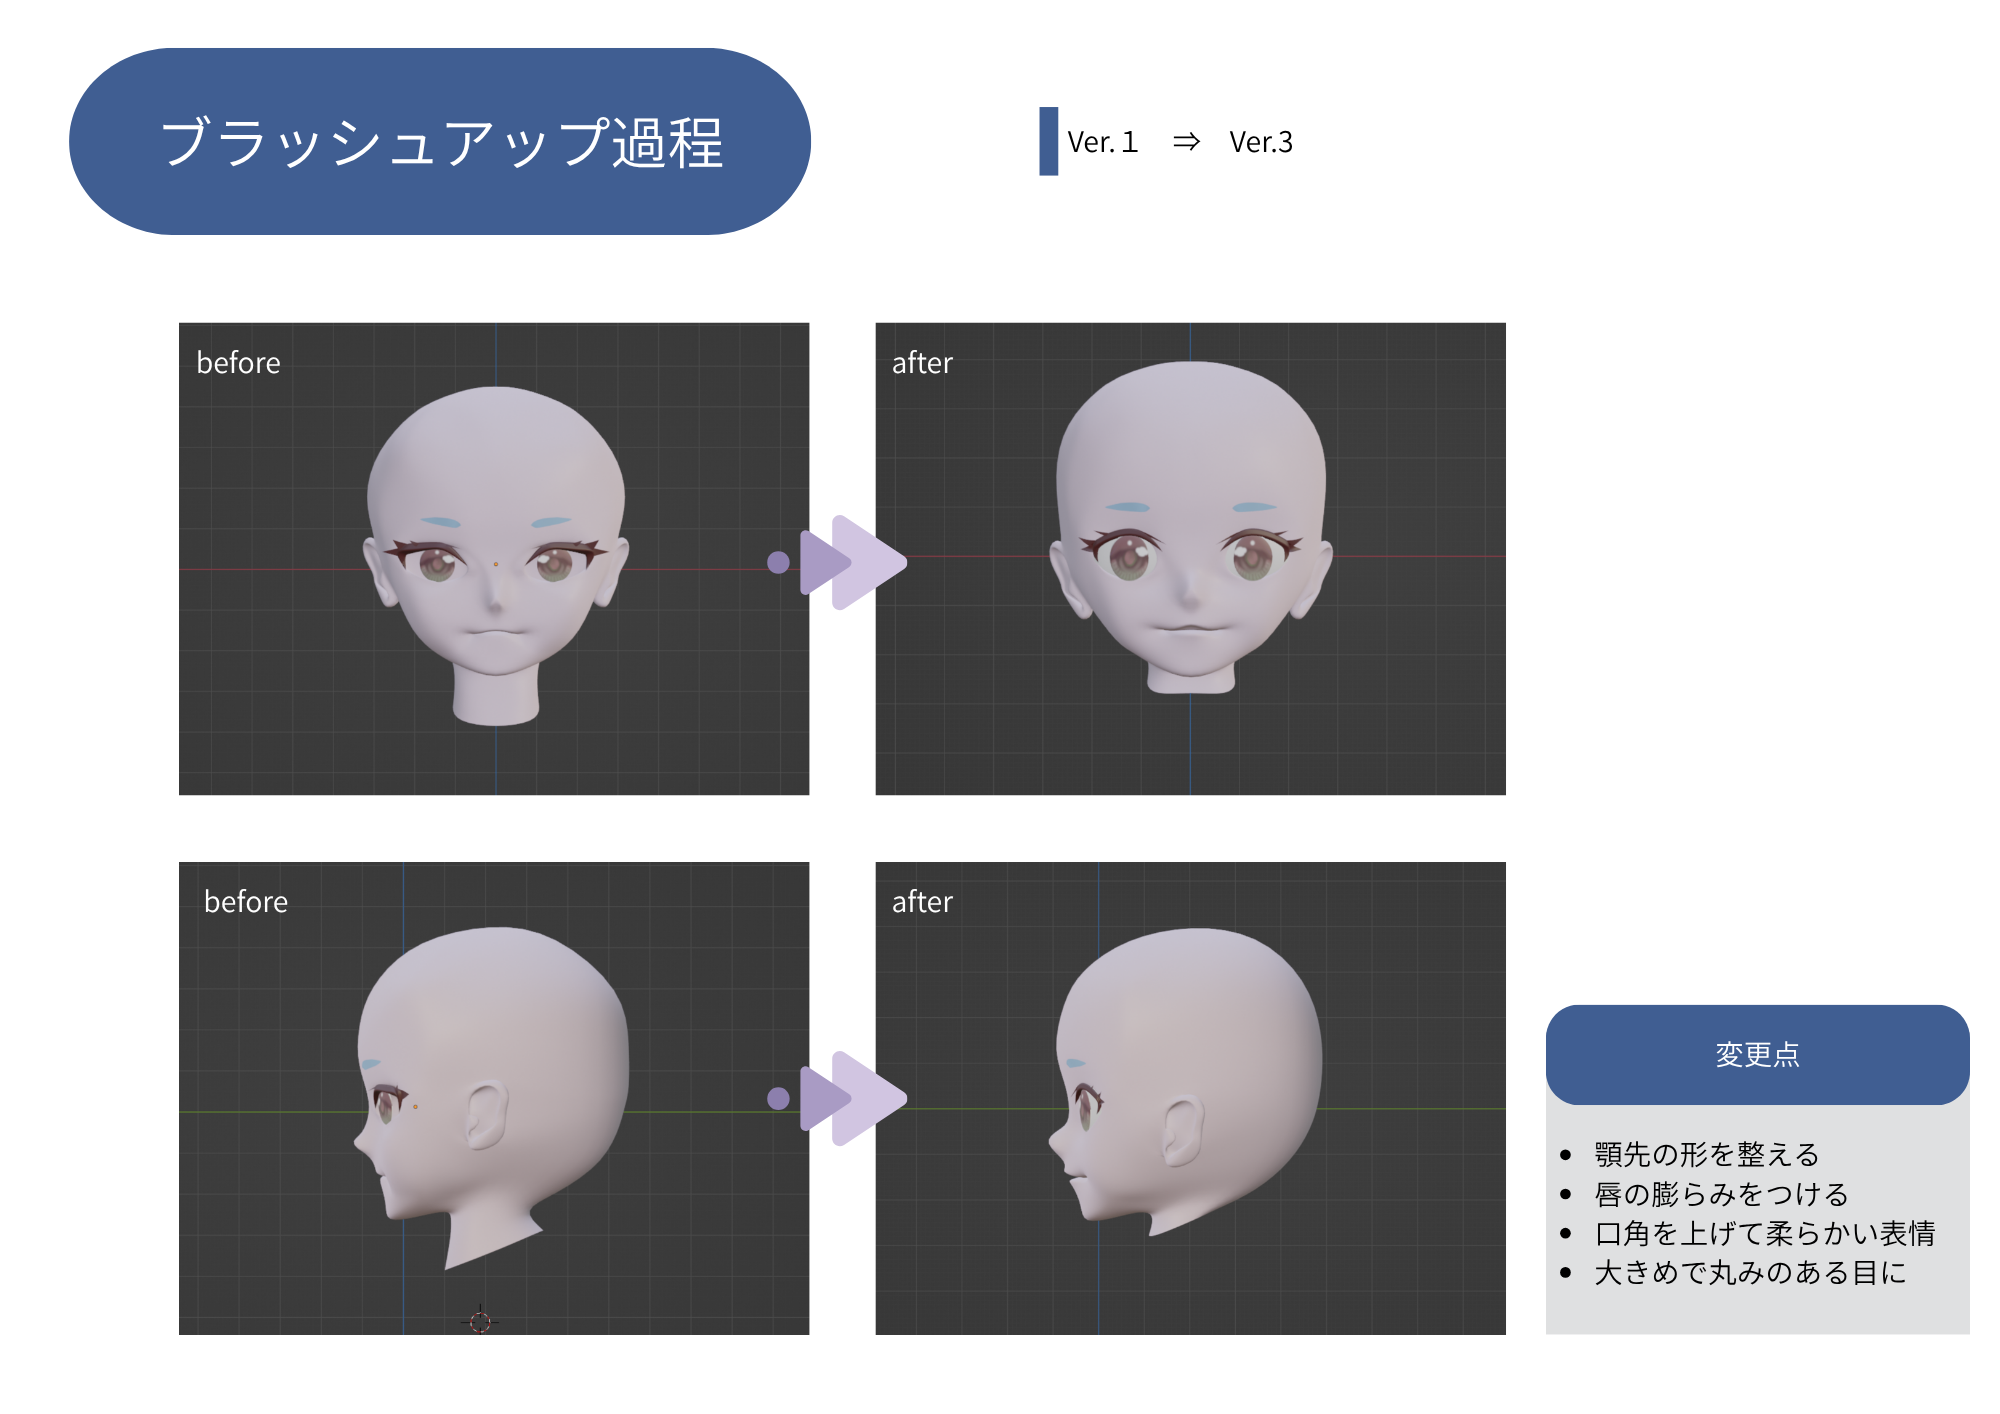 ブラッシュアップ過程
Ver.１　⇒　Ver.3
before
after
before
after
変更点
• 顎先の形を整える
• 唇の膨らみをつける
• 口角を上げて柔らかい表情
• 大きめで丸みのある目に